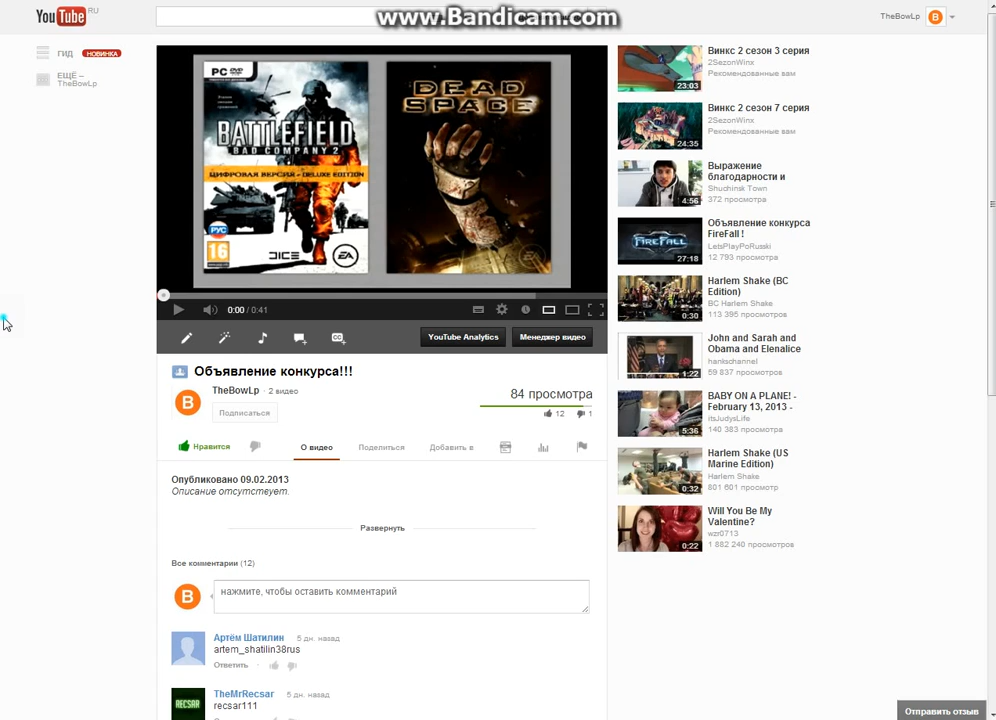 YouTube RU
www.Bandicam.com
TheBowLp
B
ГИД НОВИНКА
ЕЩЁ –
TheBowLp
PC DVD
BATTLEFIELD
BAD COMPANY 2
ЦИФРОВАЯ ВЕРСИЯ - DELUXE EDITION
РУС
16
DICE
EA
DEAD
SPACE
0:00 / 0:41
YouTube Analytics
Менеджер видео
Объявление конкурса!!!
B
TheBowLp · 2 видео
Подписаться
84 просмотра
12 1
Нравится
О видео
Поделиться
Добавить в
Опубликовано 09.02.2013
Описание отсутствует.
Развернуть
Все комментарии (12)
B
нажмите, чтобы оставить комментарий
Артём Шатилин 5 дн. назад
artem_shatilin38rus
Ответить ·
RECSAR
TheMrRecsar 5 дн. назад
recsar111
23:03
Винкс 2 сезон 3 серия
2SezonWinx
Рекомендованные вам
24:35
Винкс 2 сезон 7 серия
2SezonWinx
Рекомендованные вам
4:56
Выражение
благодарности и
Shuchinsk Town
372 просмотра
FIREFALL
27:18
Объявление конкурса
FireFall !
LetsPlayPoRusski
12 793 просмотра
0:30
Harlem Shake (BC
Edition)
BC Harlem Shake
113 395 просмотров
1:22
John and Sarah and
Obama and Elenalice
hankschannel
59 837 просмотров
5:36
BABY ON A PLANE! -
February 13, 2013 -
itsJudysLife
140 383 просмотра
0:32
Harlem Shake (US
Marine Edition)
Harlem Shake
801 601 просмотр
0:22
Will You Be My
Valentine?
wzr0713
1 882 240 просмотров
Отправить отзыв